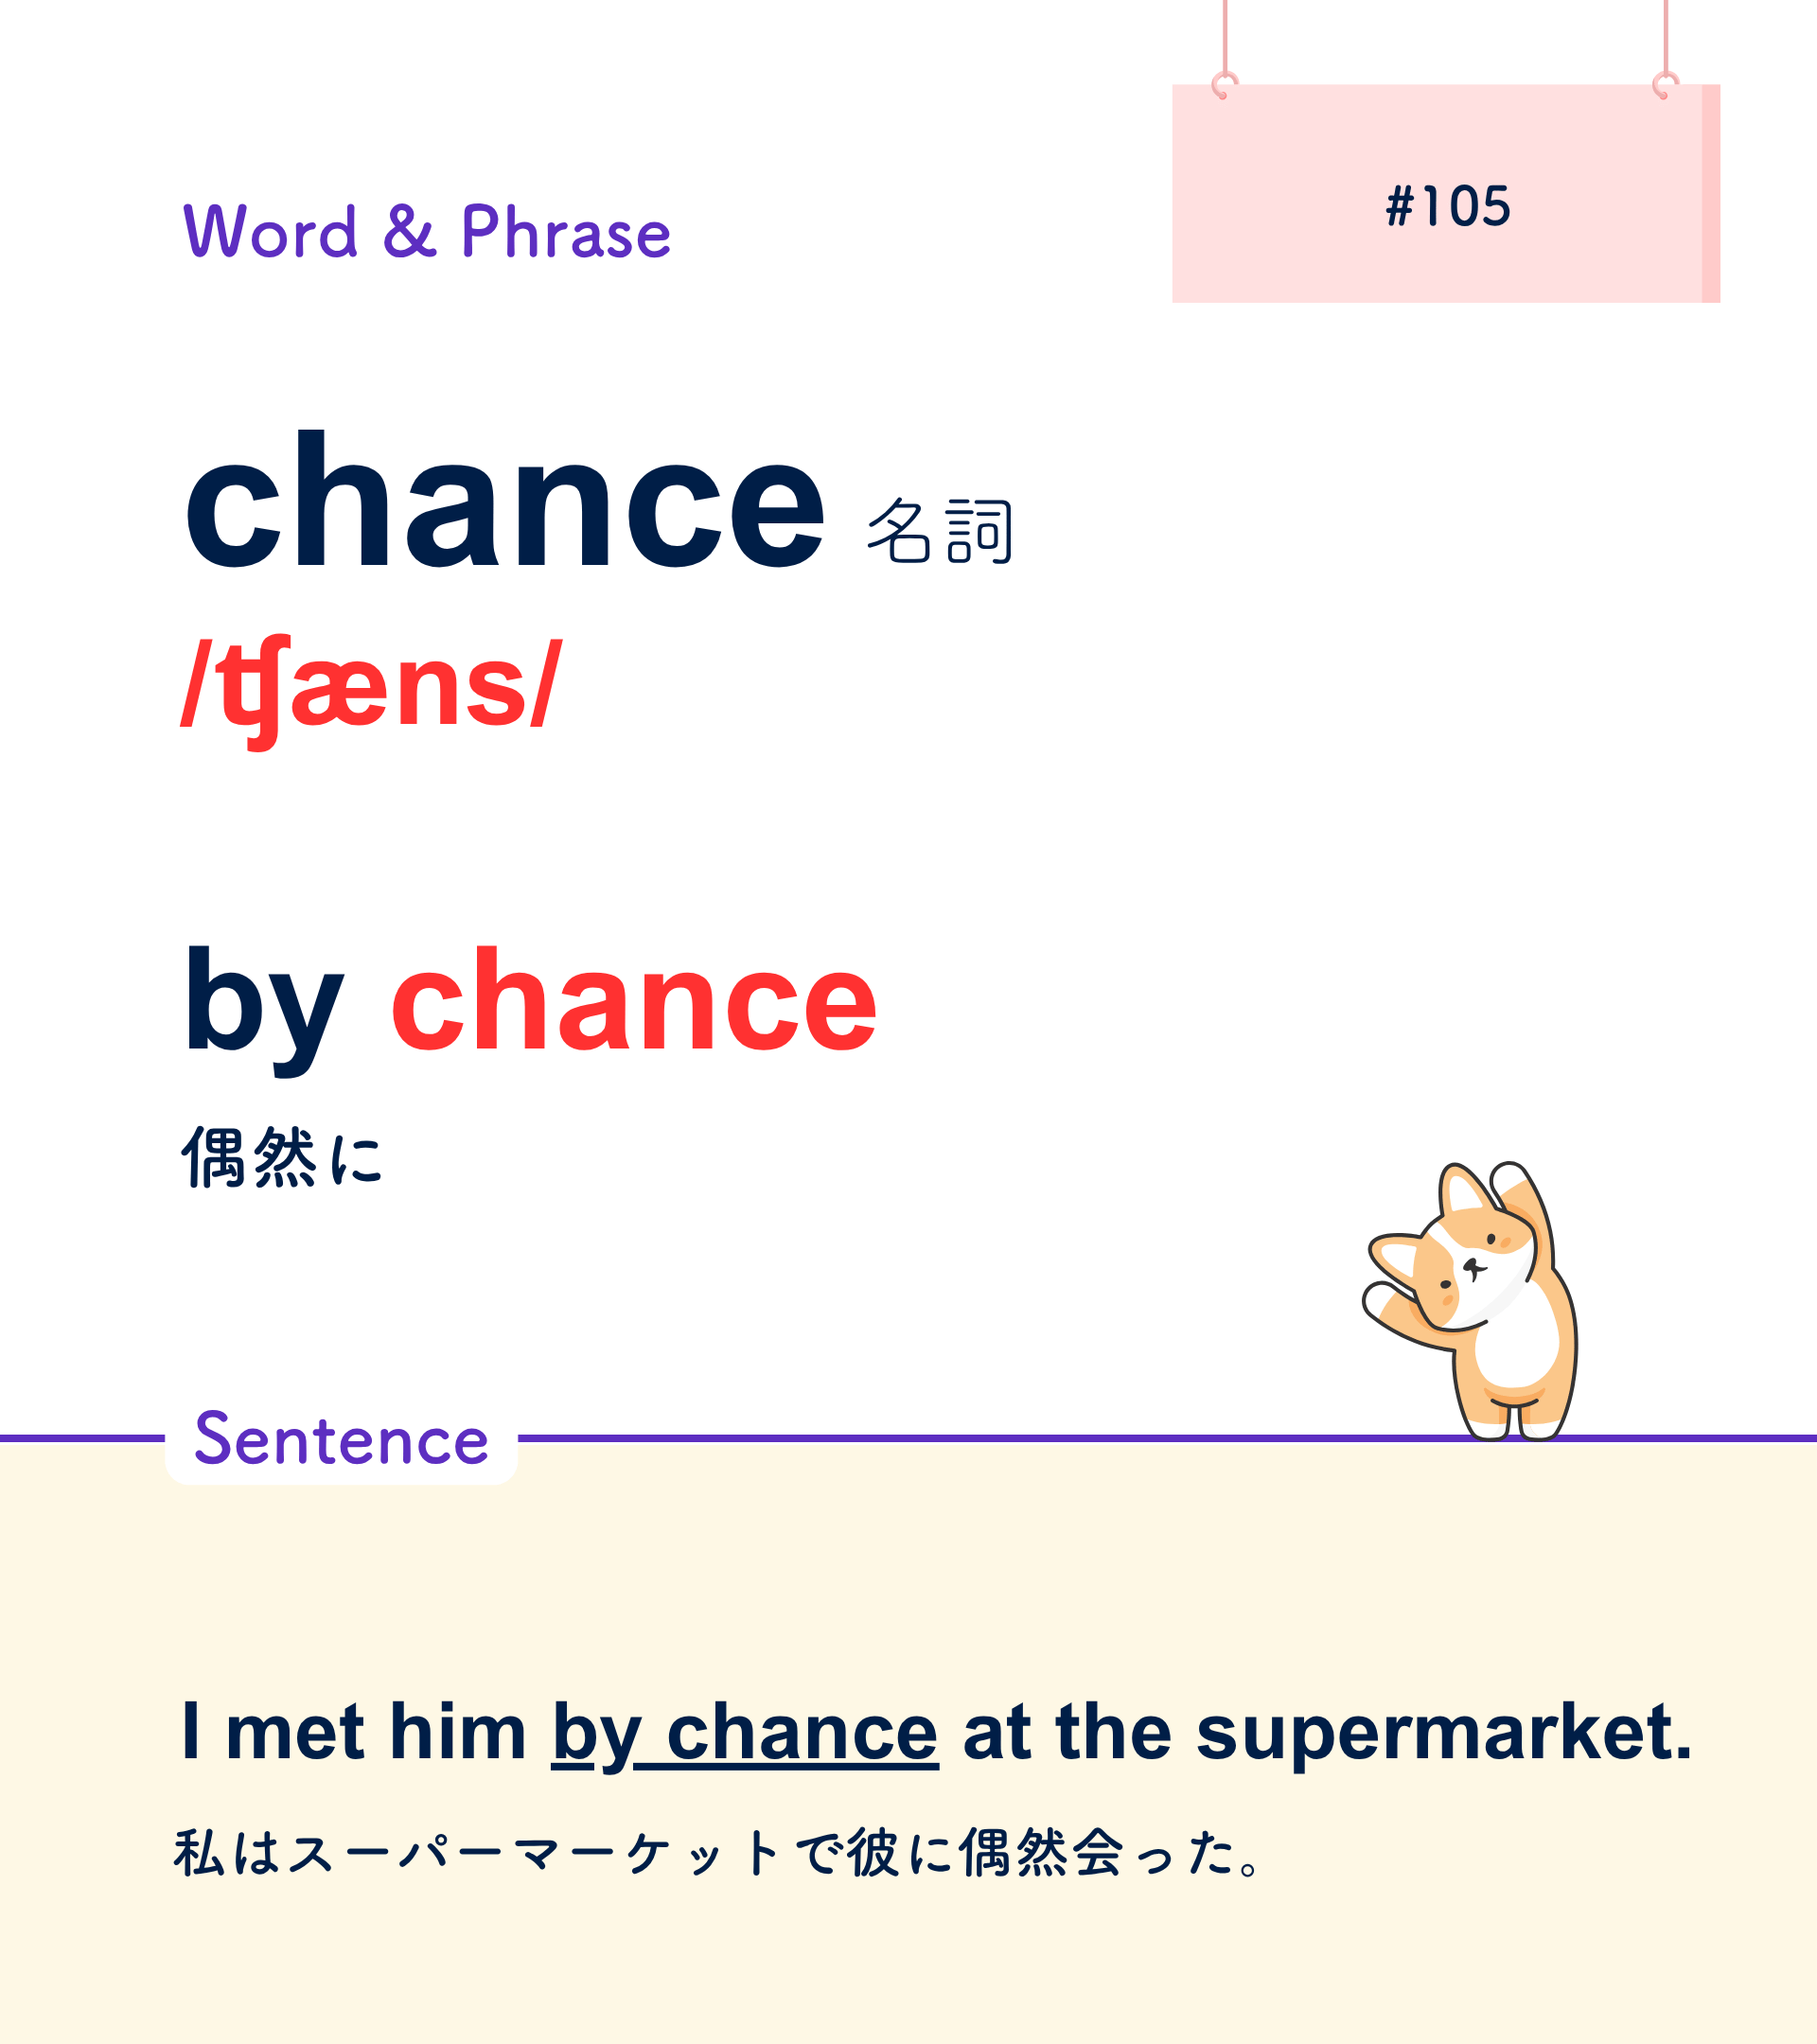 #105
Word & Phrase
chance 名詞
/ʧæns/
by chance
偶然に
Sentence
I met him by chance at the supermarket.
私はスーパーマーケットで彼に偶然会った。